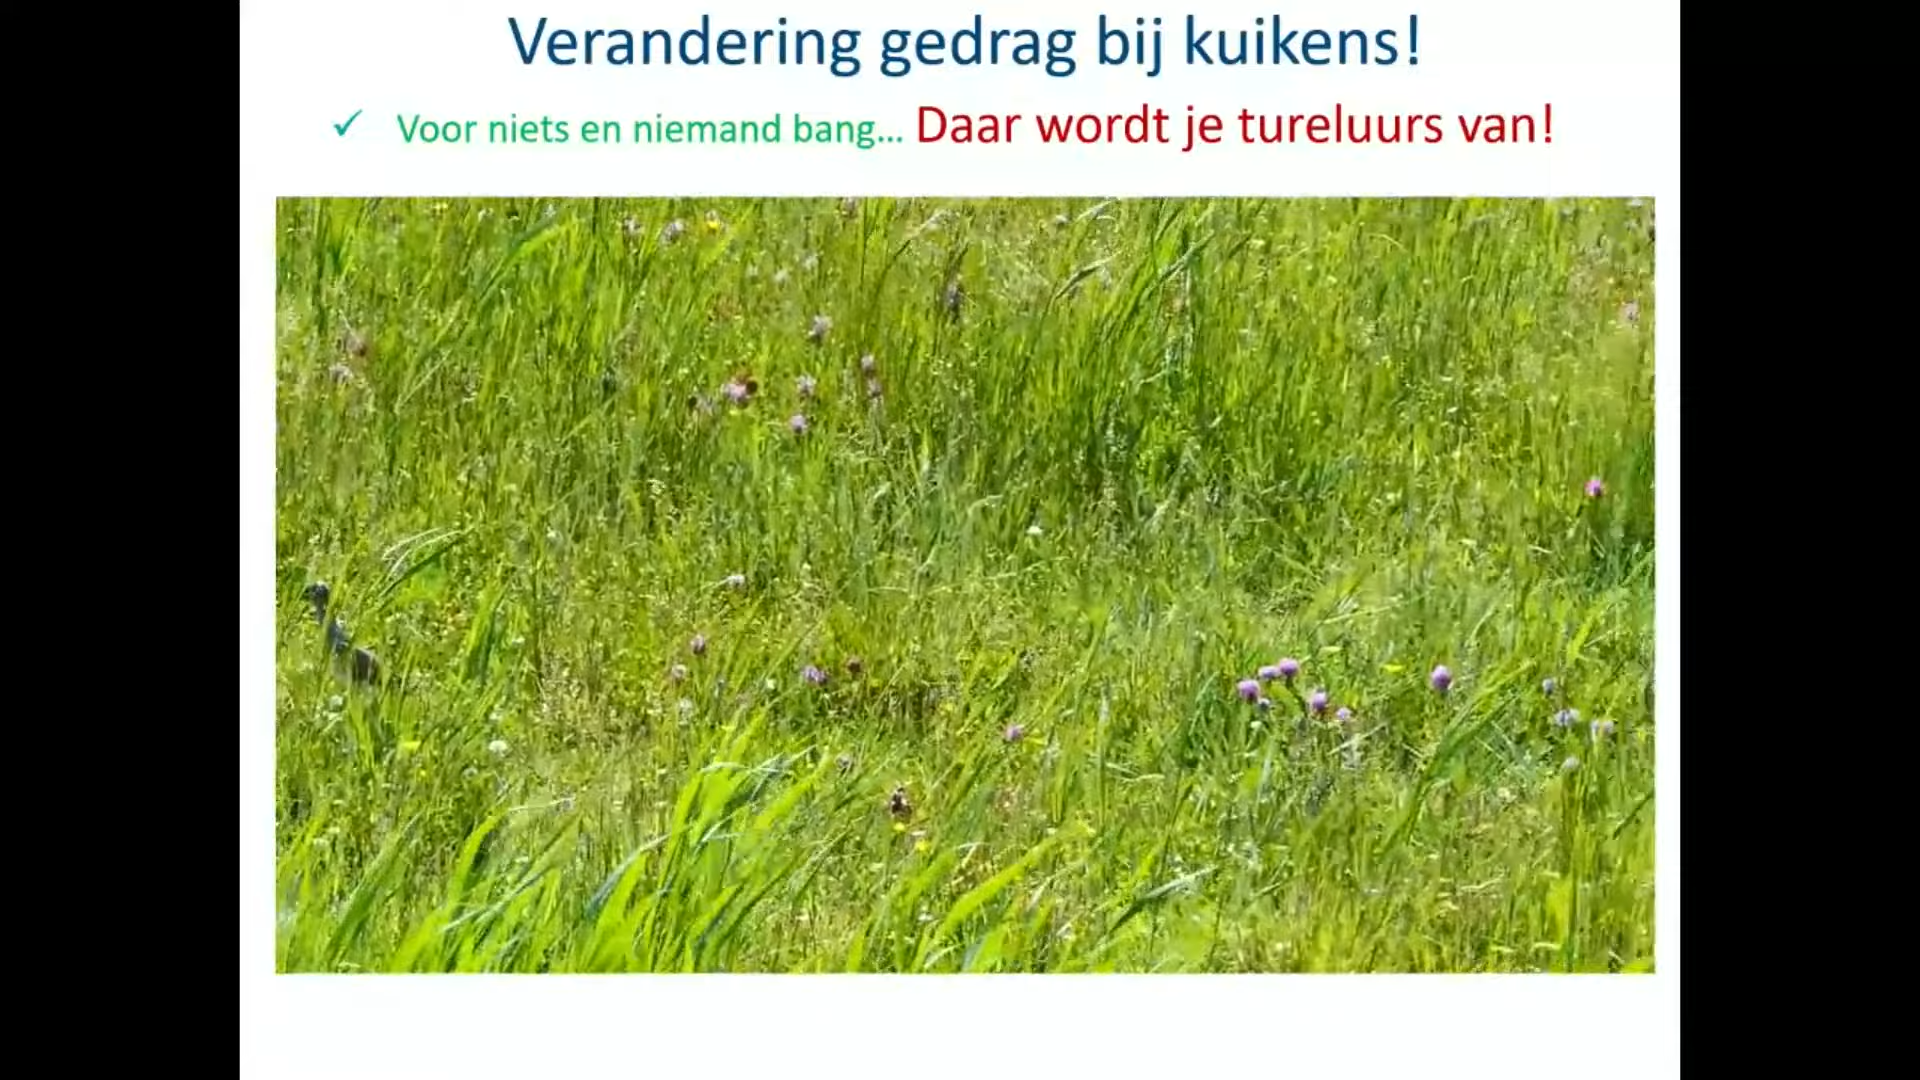 Verandering gedrag bij kuikens!
✓ Voor niets en niemand bang... Daar wordt je tureluurs van!